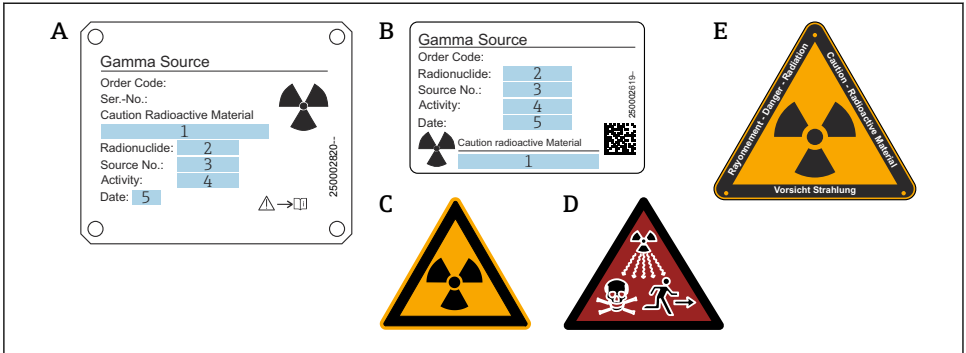 A
Gamma Source
Order Code:
Ser.-No.:
Caution Radioactive Material
1
Radionuclide: 2
Source No.: 3
Activity: 4
Date: 5
250002820--
B
Gamma Source
Order Code:
Radionuclide: 2
Source No.: 3
Activity: 4
Date: 5
Caution radioactive Material
1
250002619--
C
D
E
Rayonnement - Danger - Radiation
Caution - Radioactive Material
Vorsicht Strahlung